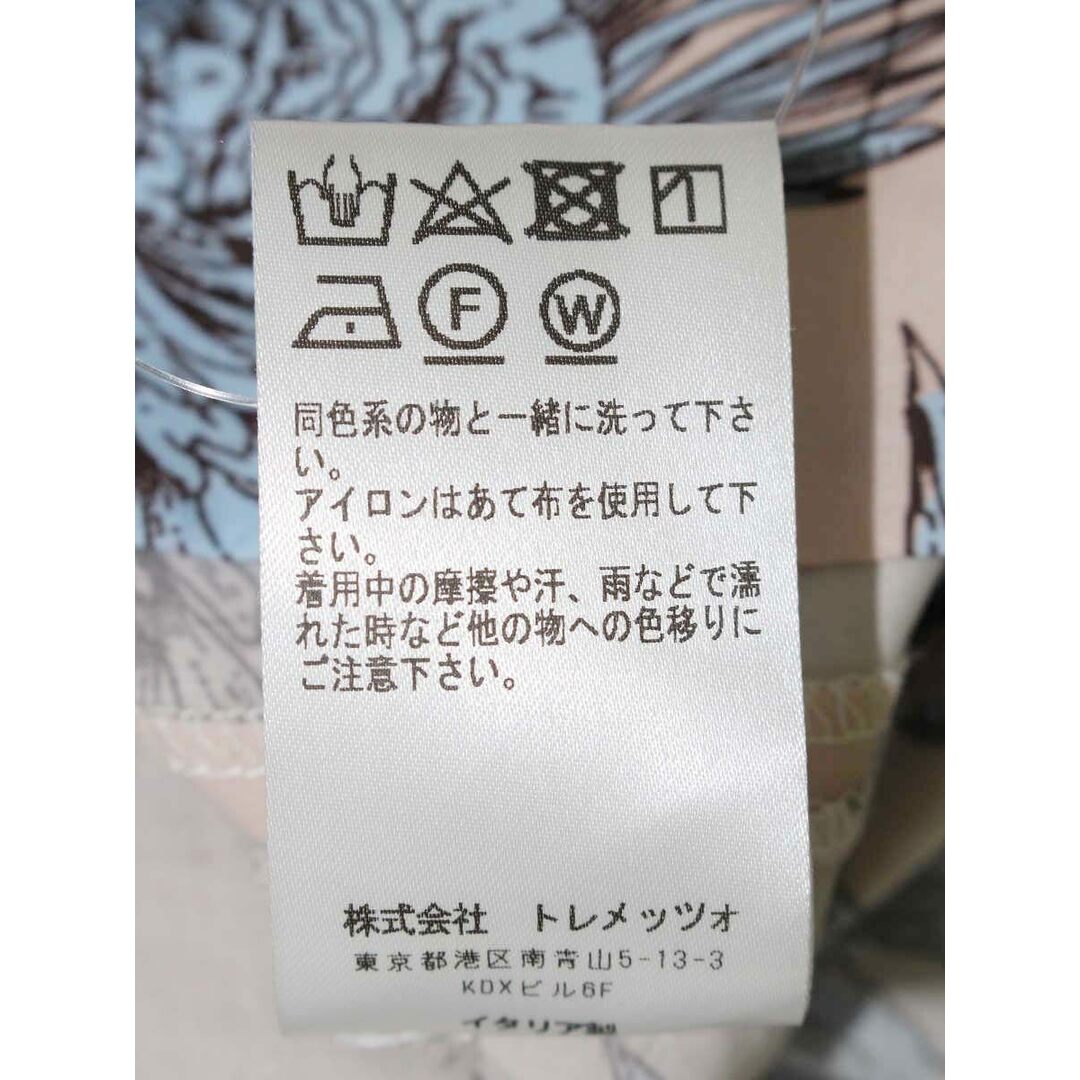 F W
同色系の物と一緒に洗って下さ
い。
アイロンはあて布を使用して下
さい。
着用中の摩擦や汗、雨などで濡
れた時など他の物への色移りに
ご注意下さい。
株式会社 トレメッツォ
東京都港区南青山5-13-3
KDXビル6F
イタリア製